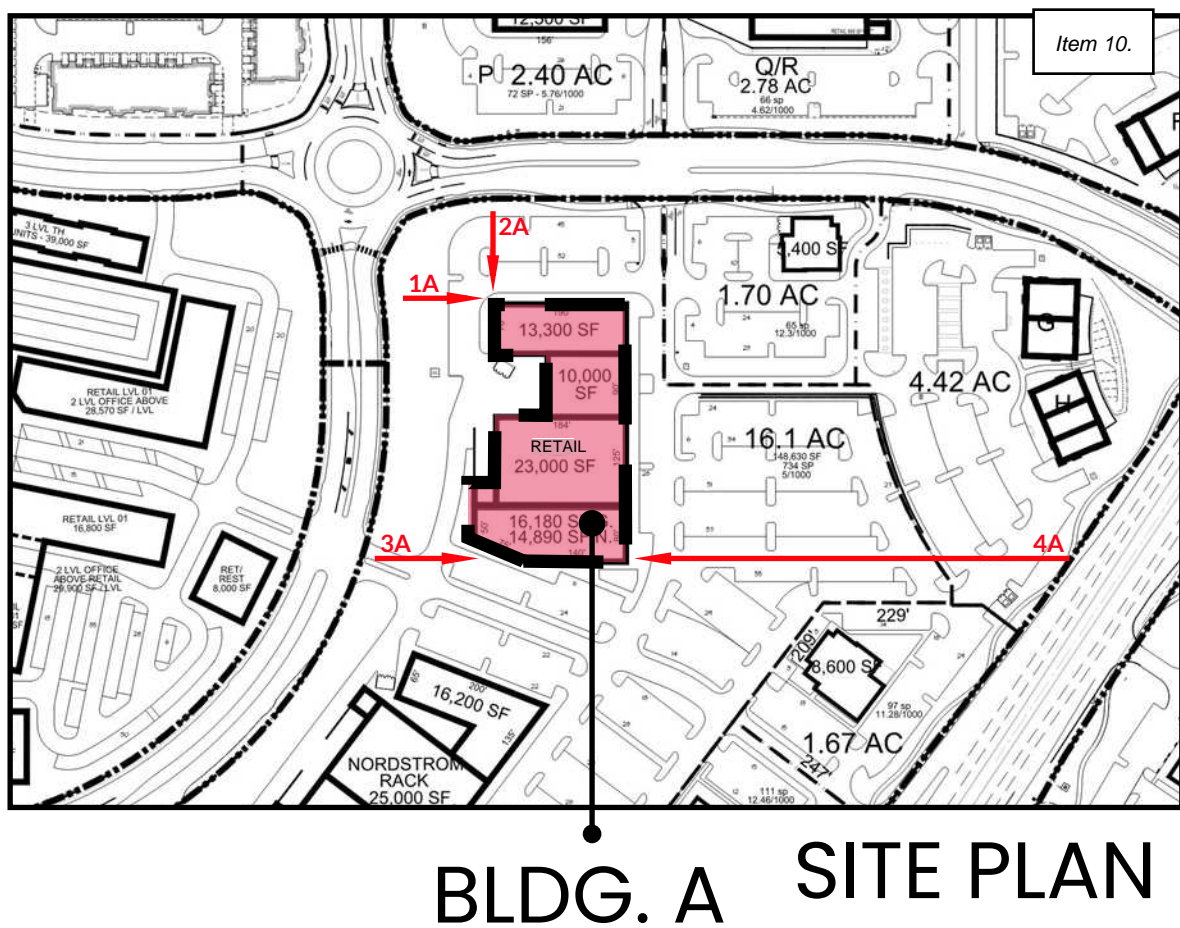 12,500 SF
156'
Item 10.
P 2.40 AC
72 SP - 5.76/1000
Q/R
2.78 AC
66 sp
4.62/1000
3 LVL TH
UNITS - 39,000 SF
2A
1A
5,400 SF
1.70 AC
65 sp
12.3/1000
190'
13,300 SF
10,000
SF
90'
4.42 AC
G
H
RETAIL LVL 01
2 LVL OFFICE ABOVE
28,570 SF / LVL
184'
RETAIL
23,000 SF
125'
16.1 AC
148,630 SF
734 SP
5/1000
RETAIL LVL 01
16,800 SF
50'
16,180 S
14,890 SF N.
140'
3A
4A
2 LVL OFFICE
ABOVE RETAIL
29,900 SF / LVL
RET/
REST
8,000 SF
229'
209'
8,600 SF
97 sp
11.28/1000
1.67 AC
247'
65'
200'
16,200 SF
135'
NORDSTROM
RACK
25,000 SF
111 sp
12.46/1000
BLDG. A
SITE PLAN